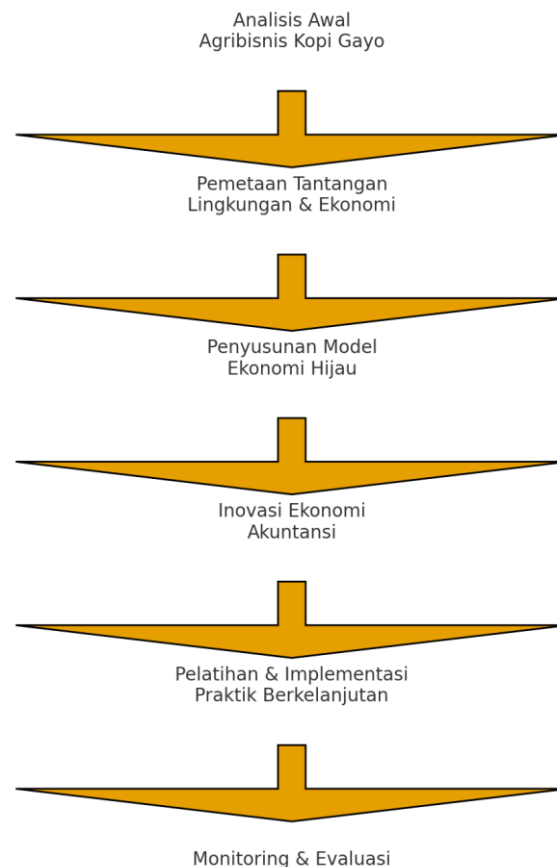 Analisis Awal
Agribisnis Kopi Gayo
Pemetaan Tantangan
Lingkungan & Ekonomi
Penyusunan Model
Ekonomi Hijau
Inovasi Ekonomi
Akuntansi
Pelatihan & Implementasi
Praktik Berkelanjutan
Monitoring & Evaluasi